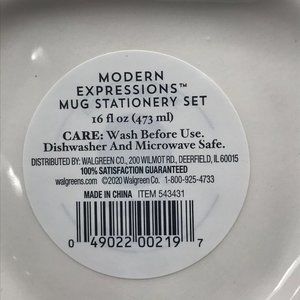 MODERN
EXPRESSIONS™
MUG STATIONERY SET
16 fl oz (473 ml)
CARE: Wash Before Use.
Dishwasher And Microwave Safe.
DISTRIBUTED BY: WALGREEN CO., 200 WILMOT RD., DEERFIELD, IL 60015
100% SATISFACTION GUARANTEED
walgreens.com ©2020 Walgreen Co. 1-800-925-4733
MADE IN CHINA ITEM 543431
0 49022 00219 7